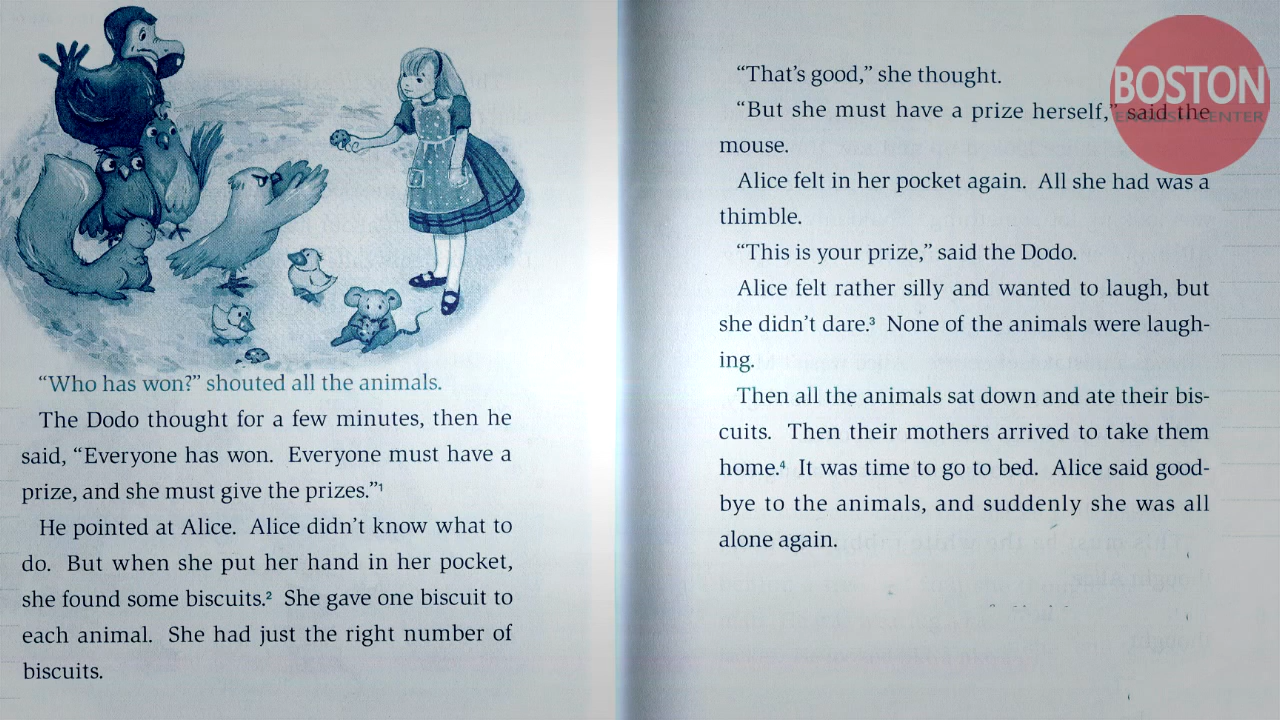 “Who has won?” shouted all the animals.
The Dodo thought for a few minutes, then he
said, “Everyone has won. Everyone must have a
prize, and she must give the prizes.”¹
He pointed at Alice. Alice didn’t know what to
do. But when she put her hand in her pocket,
she found some biscuits.² She gave one biscuit to
each animal. She had just the right number of
biscuits.
“That’s good,” she thought.
“But she must have a prize herself,” said the
mouse.
Alice felt in her pocket again. All she had was a
thimble.
“This is your prize,” said the Dodo.
Alice felt rather silly and wanted to laugh, but
she didn’t dare.³ None of the animals were laugh-
ing.
Then all the animals sat down and ate their bis-
cuits. Then their mothers arrived to take them
home.⁴ It was time to go to bed. Alice said good-
bye to the animals, and suddenly she was all
alone again.
BOSTON
ENGLISH CENTER